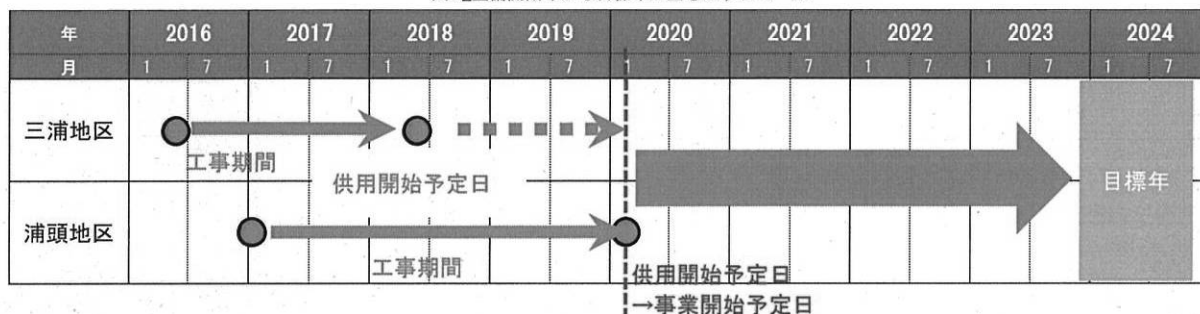 年 2016 2017 2018 2019 2020 2021 2022 2023 2024
月 1 7 1 7 1 7 1 7 1 7 1 7 1 7 1 7 1 7
三浦地区
工事期間
供用開始予定日
目標年
浦頭地区
工事期間
供用開始予定日
→事業開始予定日